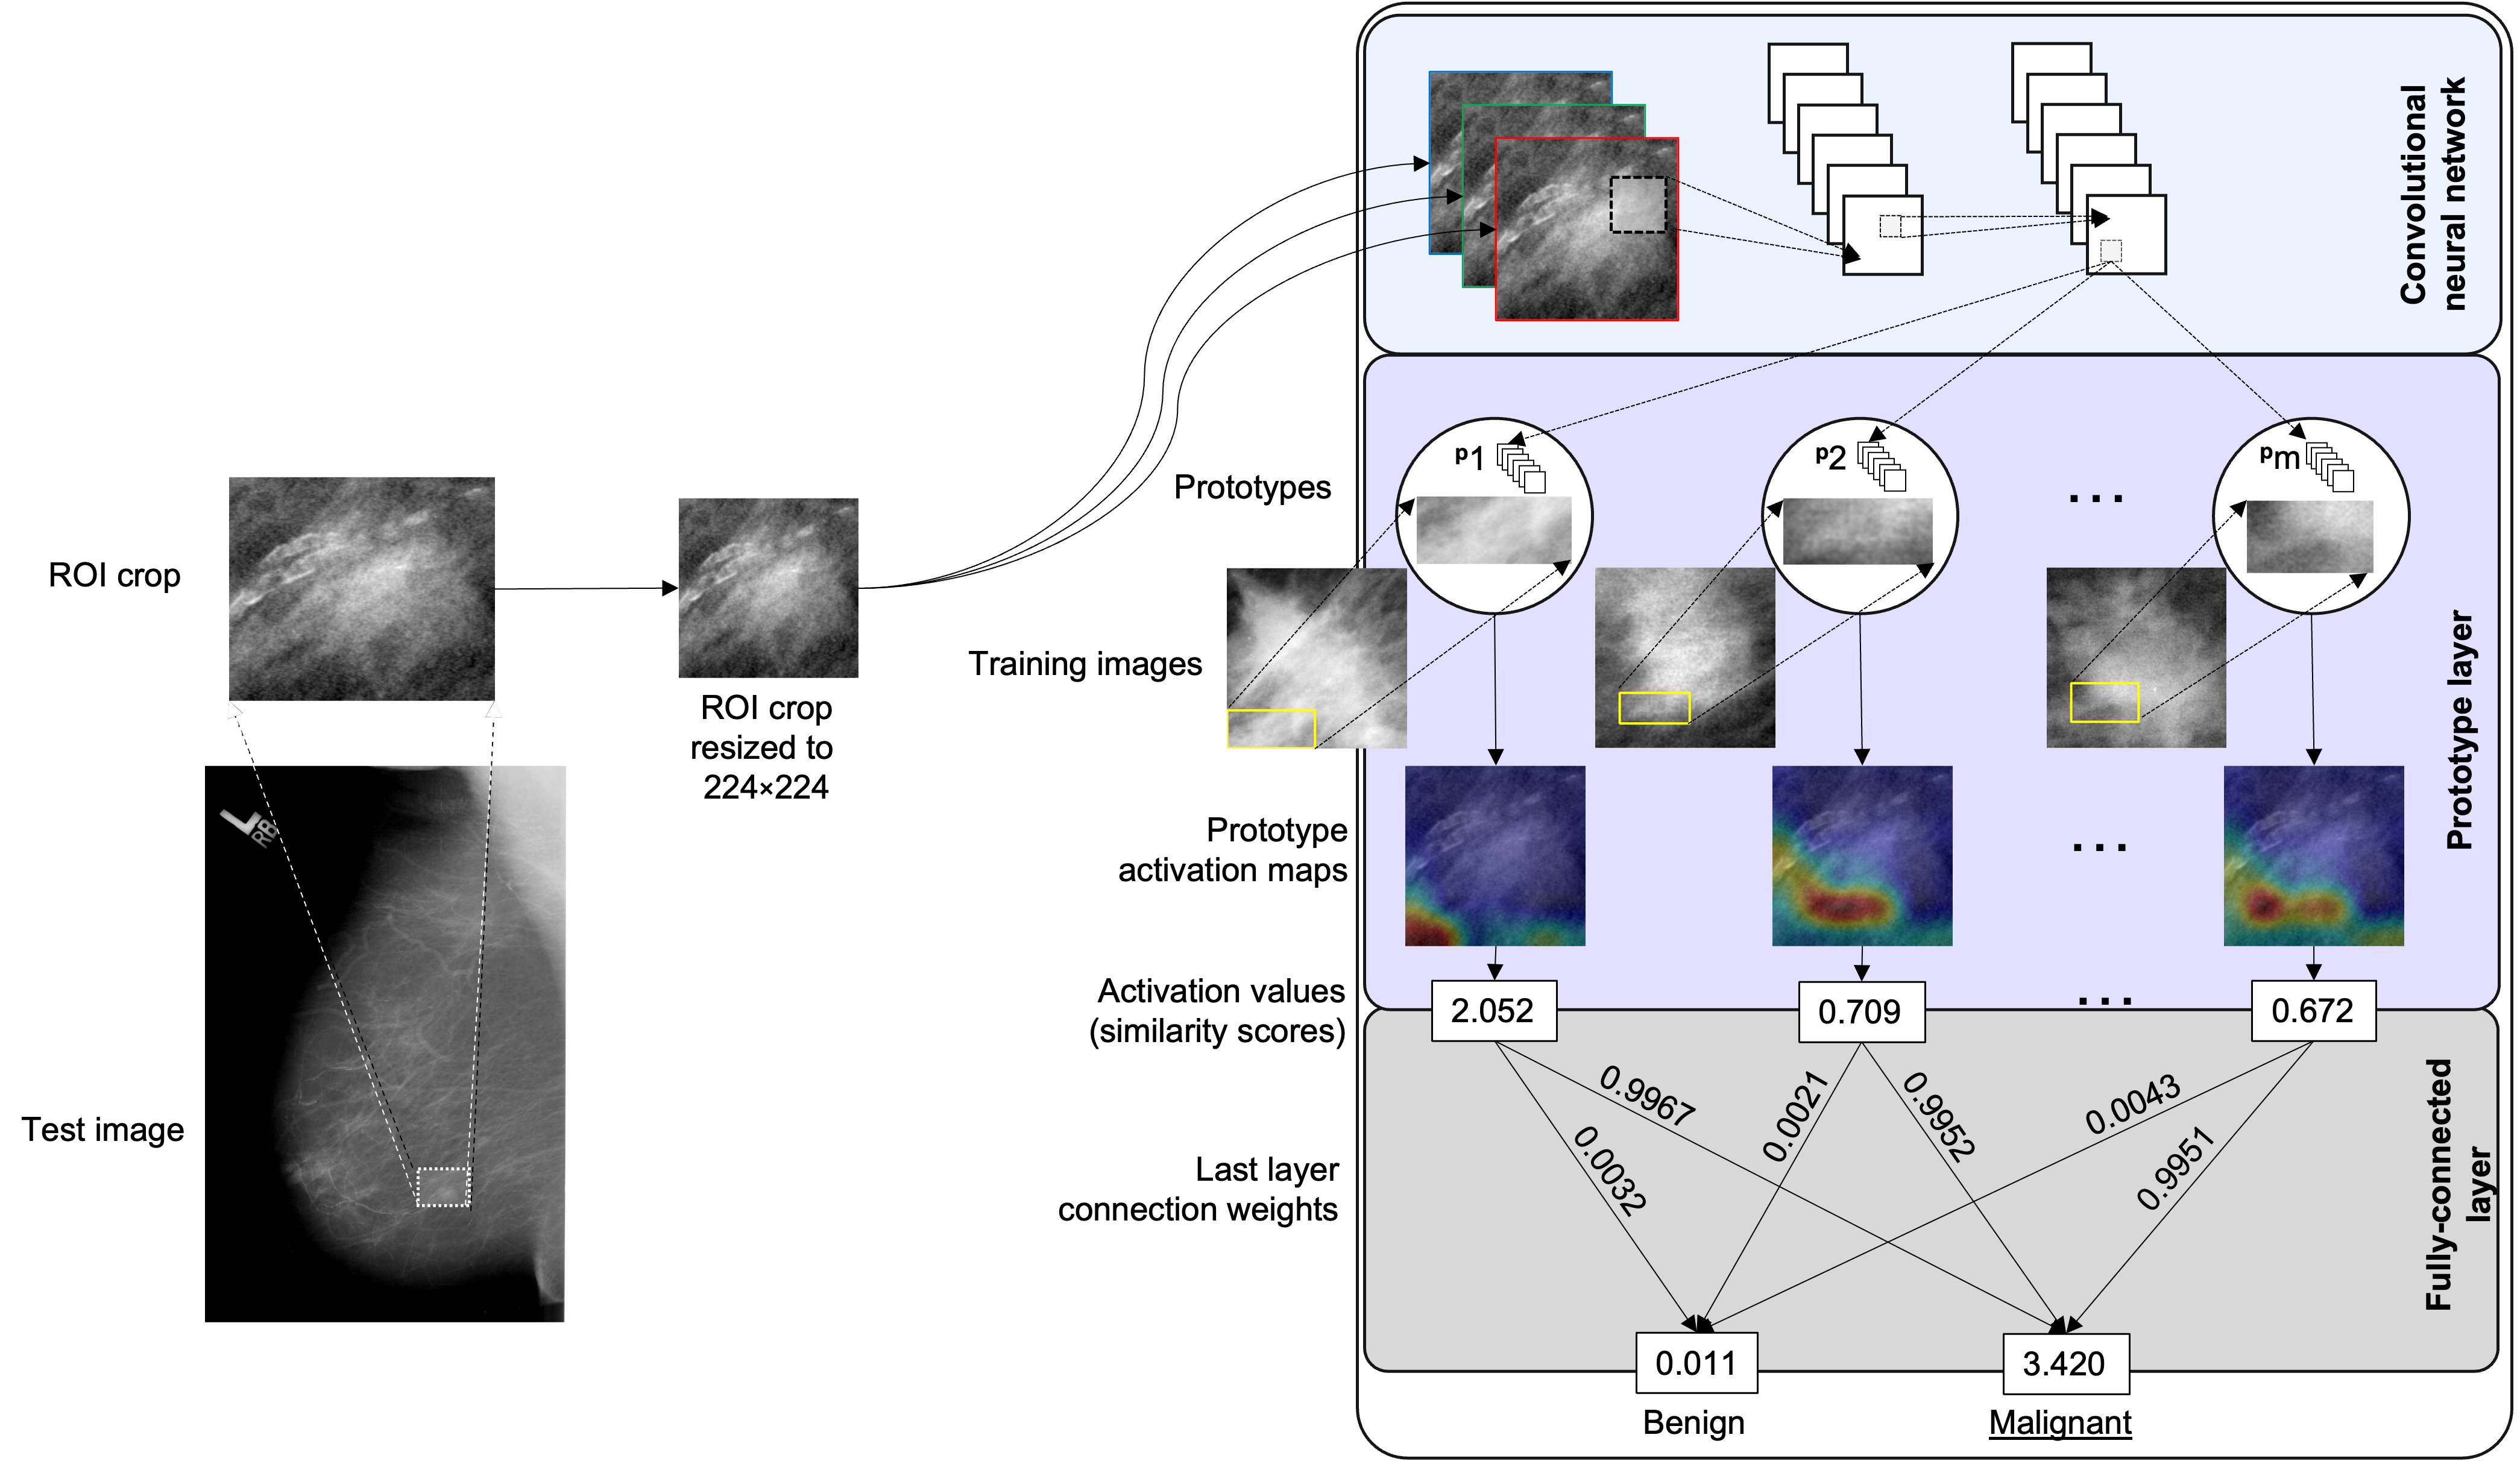 Convolutional
neural network
Prototypes
p1
p2
pm
...
ROI crop
ROI crop
resized to
224×224
Training images
Prototype layer
L
RB
Prototype
activation maps
...
Activation values
(similarity scores)
2.052
0.709
...
0.672
Test image
Last layer
connection weights
0.0032
0.9967
0.0021
0.9952
0.0043
0.9951
Fully-connected
layer
0.011
3.420
Benign
Malignant